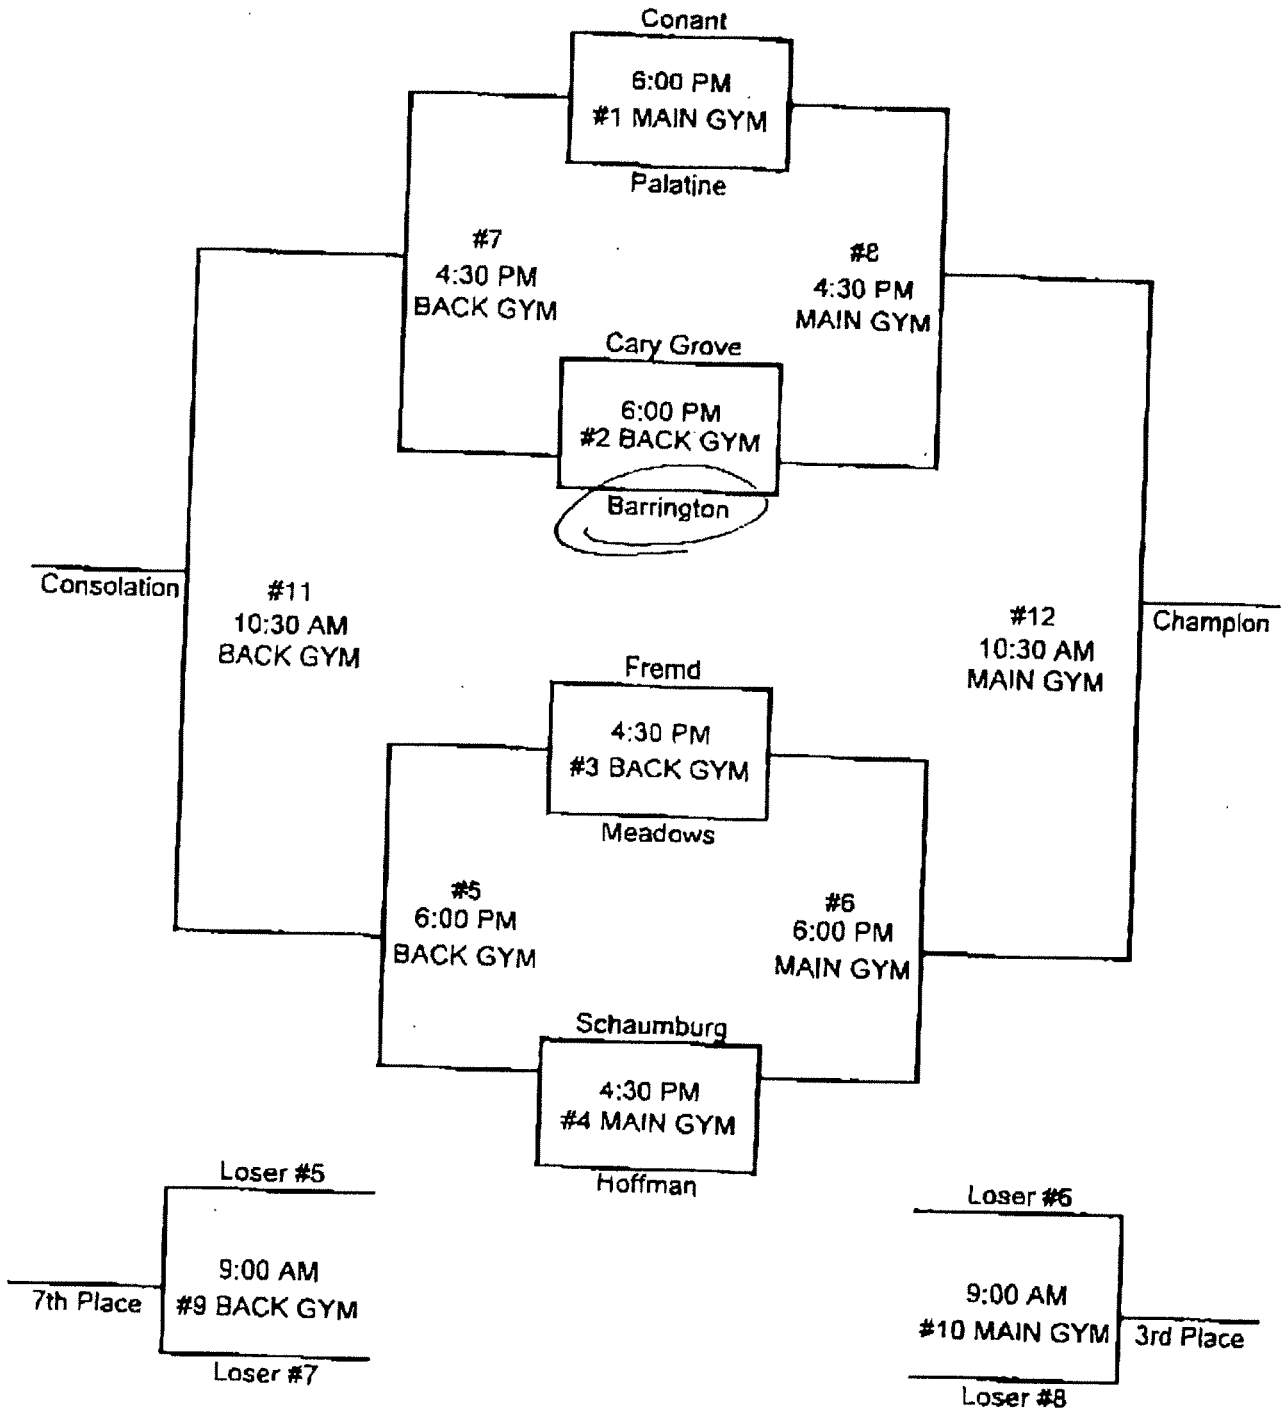 Conant
6:00 PM
#1 MAIN GYM
Palatine
#7
4:30 PM
BACK GYM
#8
4:30 PM
MAIN GYM
Cary Grove
6:00 PM
#2 BACK GYM
Barrington
Consolation
#11
10:30 AM
BACK GYM
#12
10:30 AM
MAIN GYM
Champion
Fremd
4:30 PM
#3 BACK GYM
Meadows
#5
6:00 PM
BACK GYM
#6
6:00 PM
MAIN GYM
Schaumburg
4:30 PM
#4 MAIN GYM
Hoffman
Loser #5
9:00 AM
#9 BACK GYM
7th Place
Loser #7
Loser #6
9:00 AM
#10 MAIN GYM
3rd Place
Loser #8